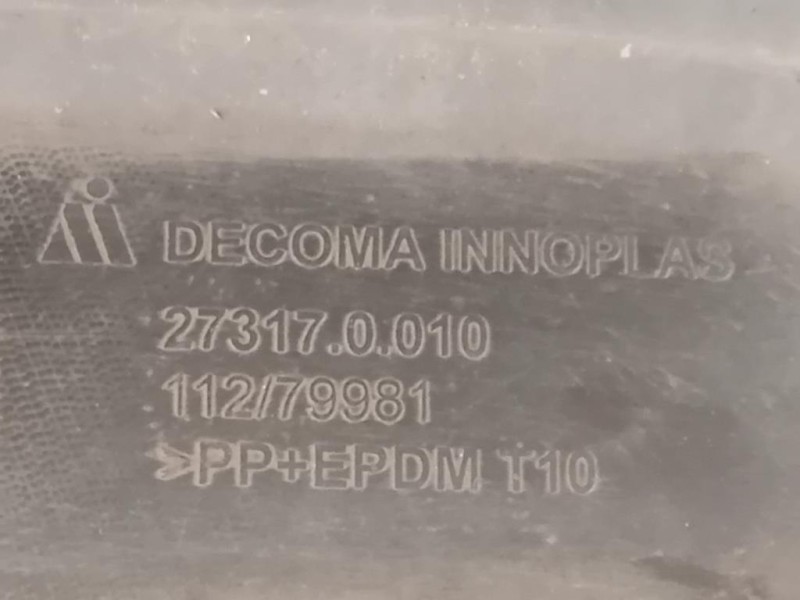 DECOMA INNOPLAS
27317.0.010
112/79981
>PP+EPDM T10